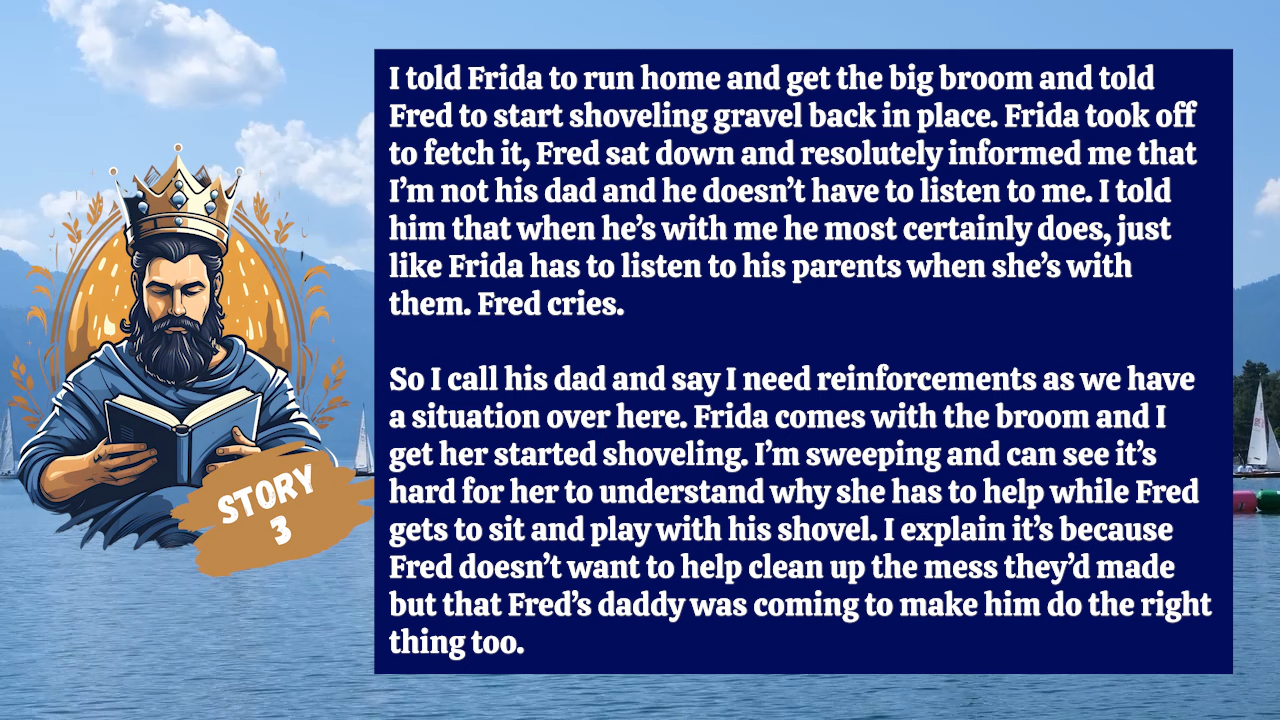 I told Frida to run home and get the big broom and told
Fred to start shoveling gravel back in place. Frida took off
to fetch it, Fred sat down and resolutely informed me that
I’m not his dad and he doesn’t have to listen to me. I told
him that when he’s with me he most certainly does, just
like Frida has to listen to his parents when she’s with
them. Fred cries.
So I call his dad and say I need reinforcements as we have
a situation over here. Frida comes with the broom and I
get her started shoveling. I’m sweeping and can see it’s
hard for her to understand why she has to help while Fred
gets to sit and play with his shovel. I explain it’s because
Fred doesn’t want to help clean up the mess they’d made
but that Fred’s daddy was coming to make him do the right
thing too.
STORY
3